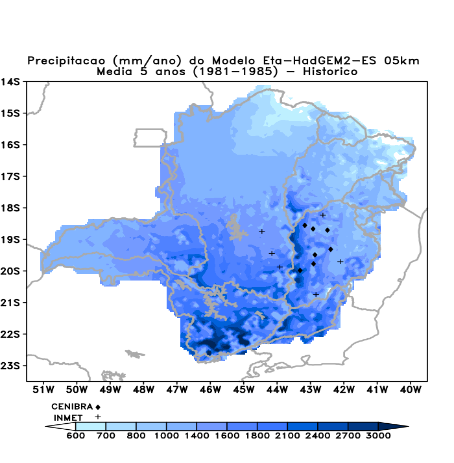 Precipitacao (mm/ano) do Modelo Eta-HadGEM2-ES 05km
Media 5 anos (1981-1985) - Historico
14S
15S
16S
17S
18S
19S
20S
21S
22S
23S
51W 50W 49W 48W 47W 46W 45W 44W 43W 42W 41W 40W
CENIBRA
INMET
600 800 1000 1400 1600 1800 2100 2400 2700 3000